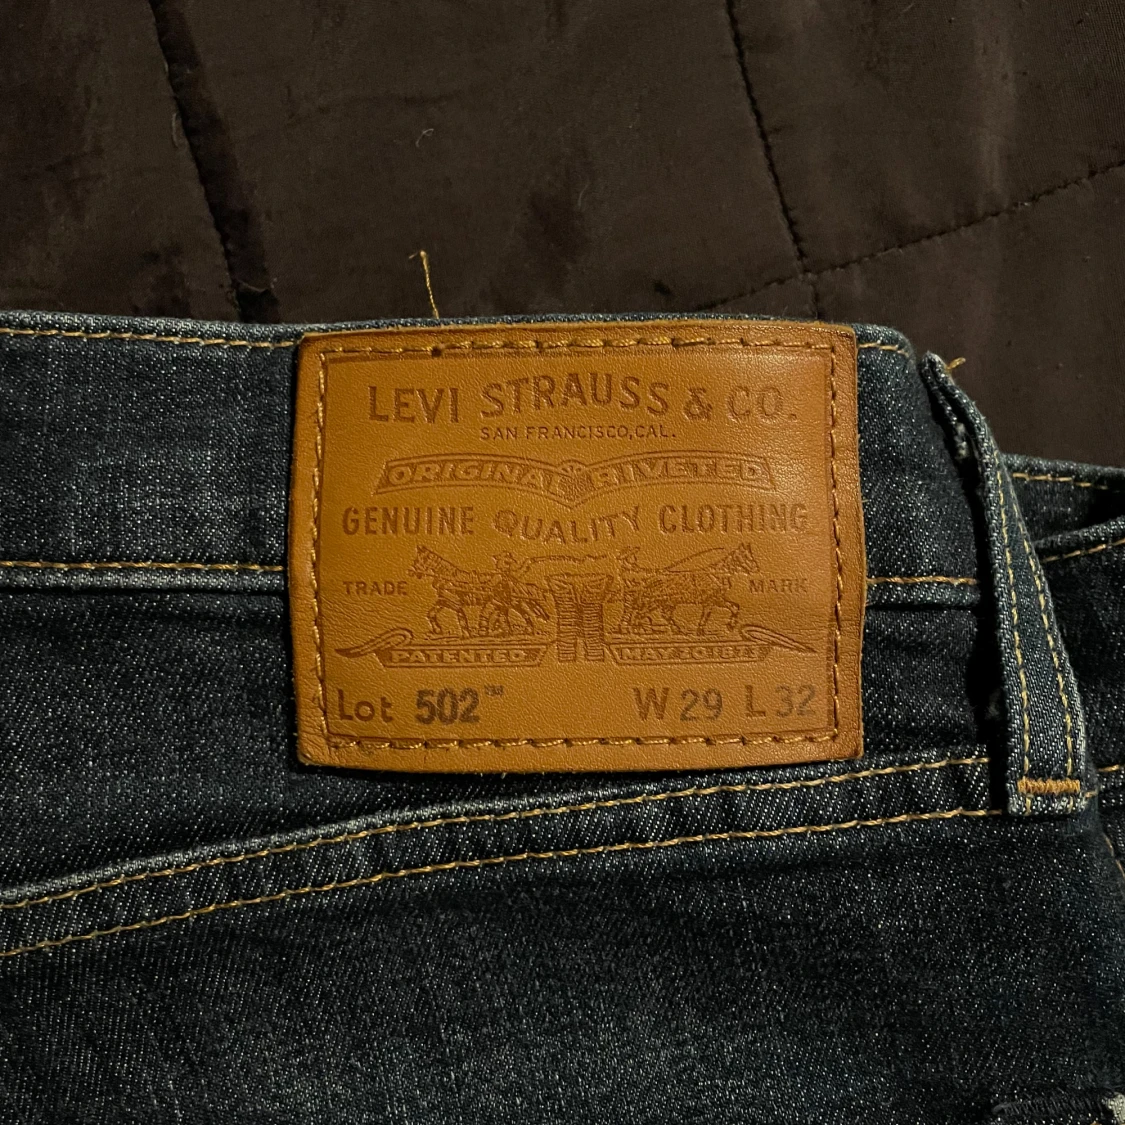 LEVI STRAUSS & CO.
SAN FRANCISCO, CAL.
ORIGINAL RIVETED
GENUINE QUALITY CLOTHING
TRADE MARK
PATENTED MAY 20 1873
Lot 502™ W 29 L 32